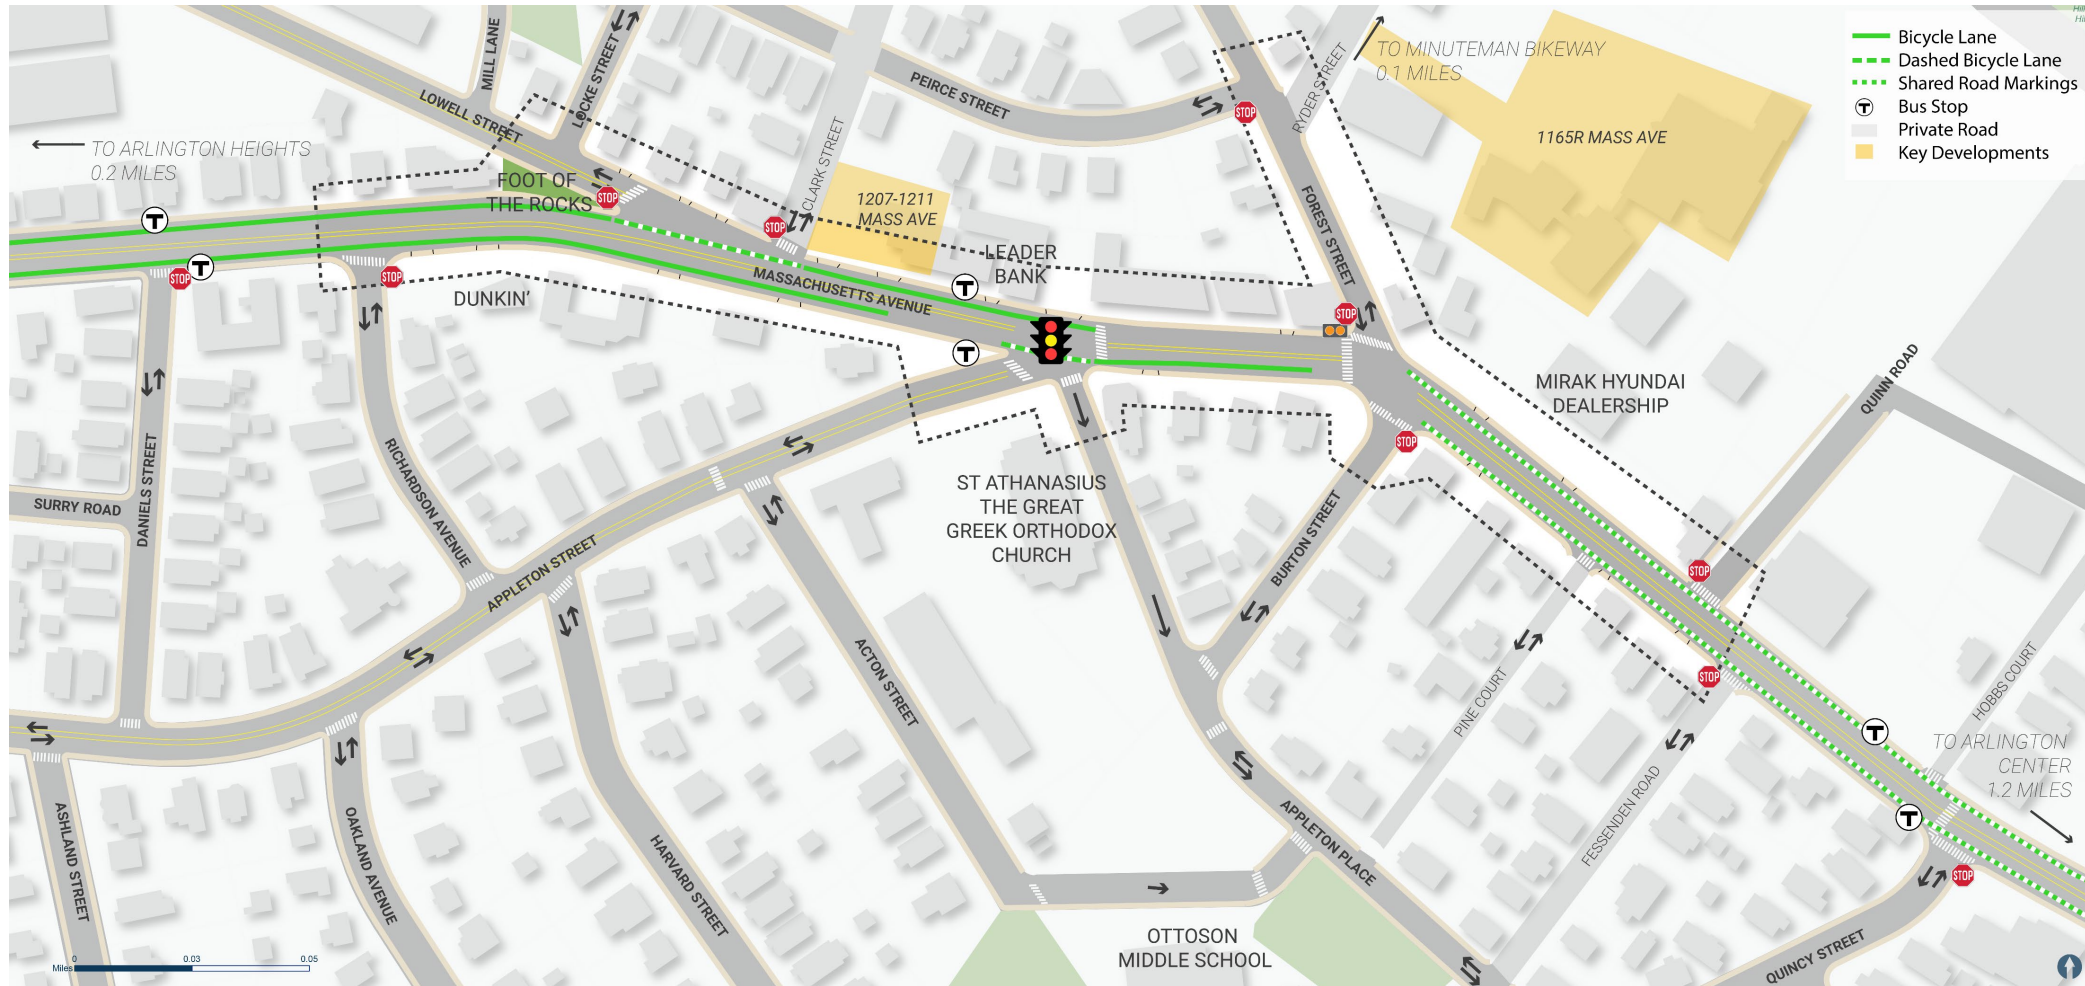 Bicycle Lane
Dashed Bicycle Lane
Shared Road Markings
T
Bus Stop
Private Road
Key Developments
MILL LANE
LOCKE STREET
LOWELL STREET
PEIRCE STREET
CLARK STREET
RYDER STREET
TO MINUTEMAN BIKEWAY
0.1 MILES
1165R MASS AVE
TO ARLINGTON HEIGHTS
0.2 MILES
FOOT OF
THE ROCKS
STOP
STOP
STOP
1207-1211
MASS AVE
FOREST STREET
LEADER
BANK
T
T
STOP
STOP
DUNKIN'
MASSACHUSETTS AVENUE
T
T
STOP
MIRAK HYUNDAI
DEALERSHIP
QUINN ROAD
STOP
SURRY ROAD
DANIELS STREET
RICHARDSON AVENUE
APPLETON STREET
ST ATHANASIUS
THE GREAT
GREEK ORTHODOX
CHURCH
BURTON STREET
STOP
STOP
ACTON STREET
PINE COURT
FESSENDEN ROAD
HOBBS COURT
T
T
TO ARLINGTON
CENTER
1.2 MILES
STOP
ASHLAND STREET
OAKLAND AVENUE
HARVARD STREET
APPLETON PLACE
OTTOSON
MIDDLE SCHOOL
QUINCY STREET
0 0.03 0.05
Miles